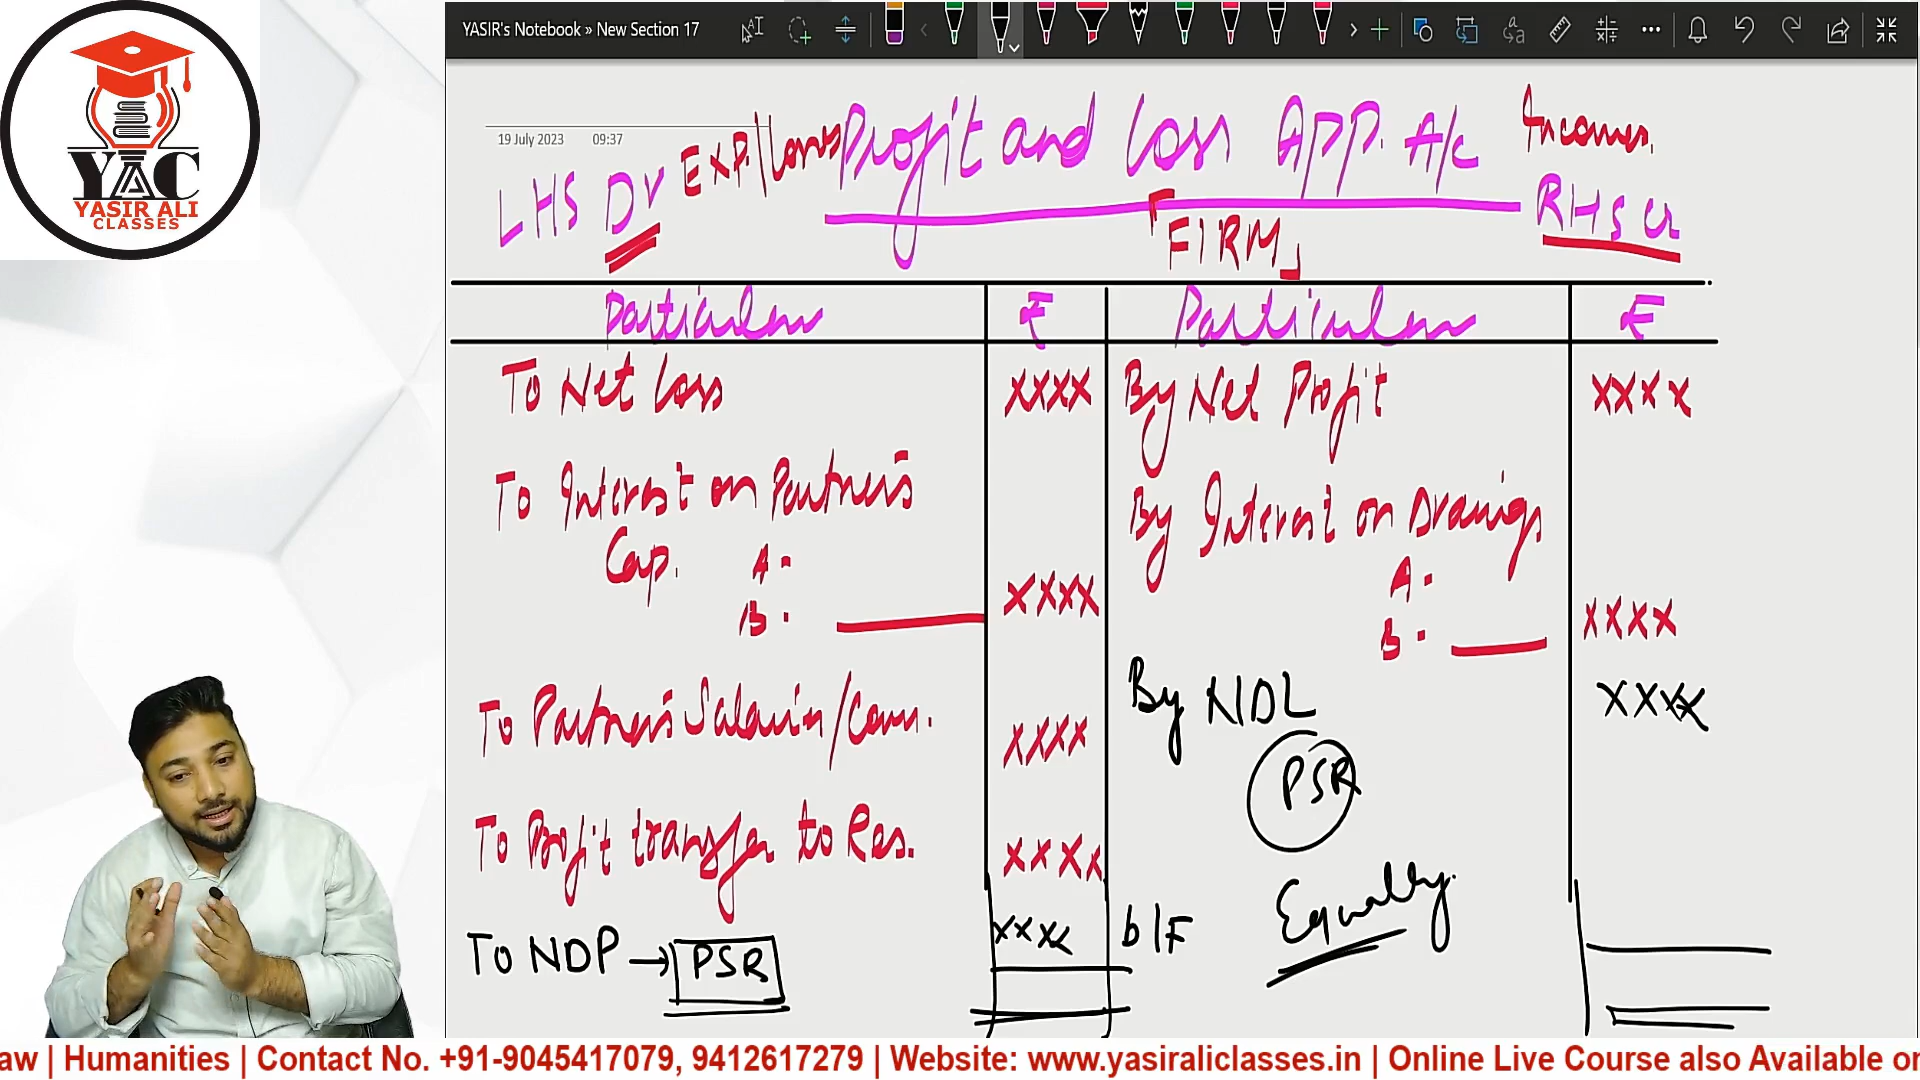 YAC
YASIR ALI
CLASSES
YASIR's Notebook » New Section 17
19 July 2023 09:37
LHS Dr Exp./Losses Profit and Loss APP. A/c Incomes.
RHS Cr
FIRM
Particulars ₹ Particulars ₹
To Net Loss xxxx By Net Profit xxxx
To Interest on Partner's
Cap. A.
B. xxxx
By Interest on Drawings
A.
B. xxxx
To Partner's Salaries/Com. xxxx
By NDL xxxx
PSR
To Profit transfer to Res. xxxx
Equally.
To NDP → PSR xxxx b/F
aw | Humanities | Contact No. +91-9045417079, 9412617279 | Website: www.yasiraliclasses.in | Online Live Course also Available or